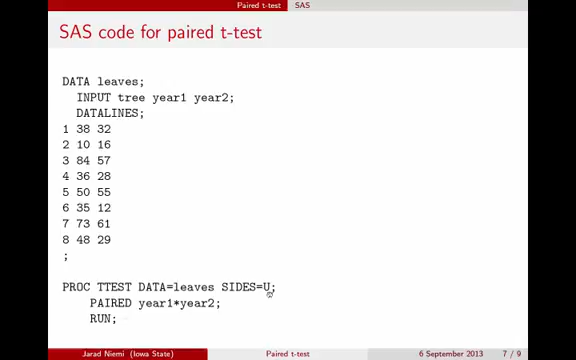 Paired t-test SAS
SAS code for paired t-test
DATA leaves;
INPUT tree year1 year2;
DATALINES;
1 38 32
2 10 16
3 84 57
4 36 28
5 50 55
6 35 12
7 73 61
8 48 29
;
PROC TTEST DATA=leaves SIDES=U;
PAIRED year1*year2;
RUN;
Jarad Niemi (Iowa State) Paired t-test 6 September 2013 7 / 9